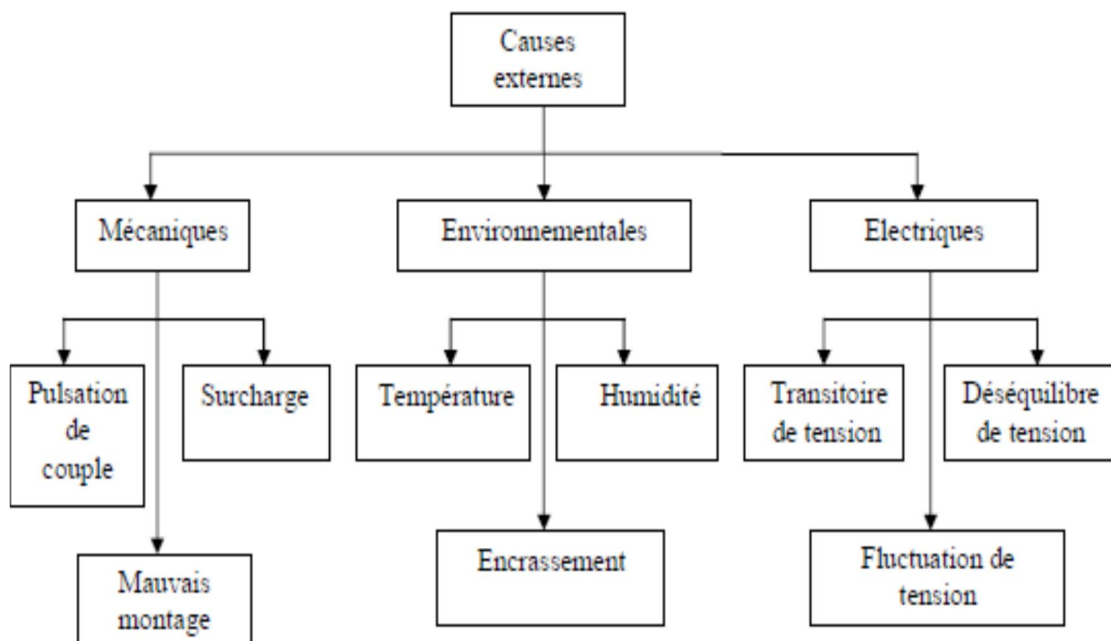 Causes
externes
Mécaniques
Environnementales
Electriques
Pulsation
de
couple
Surcharge
Température
Humidité
Transitoire
de tension
Déséquilibre
de tension
Mauvais
montage
Encrassement
Fluctuation de
tension